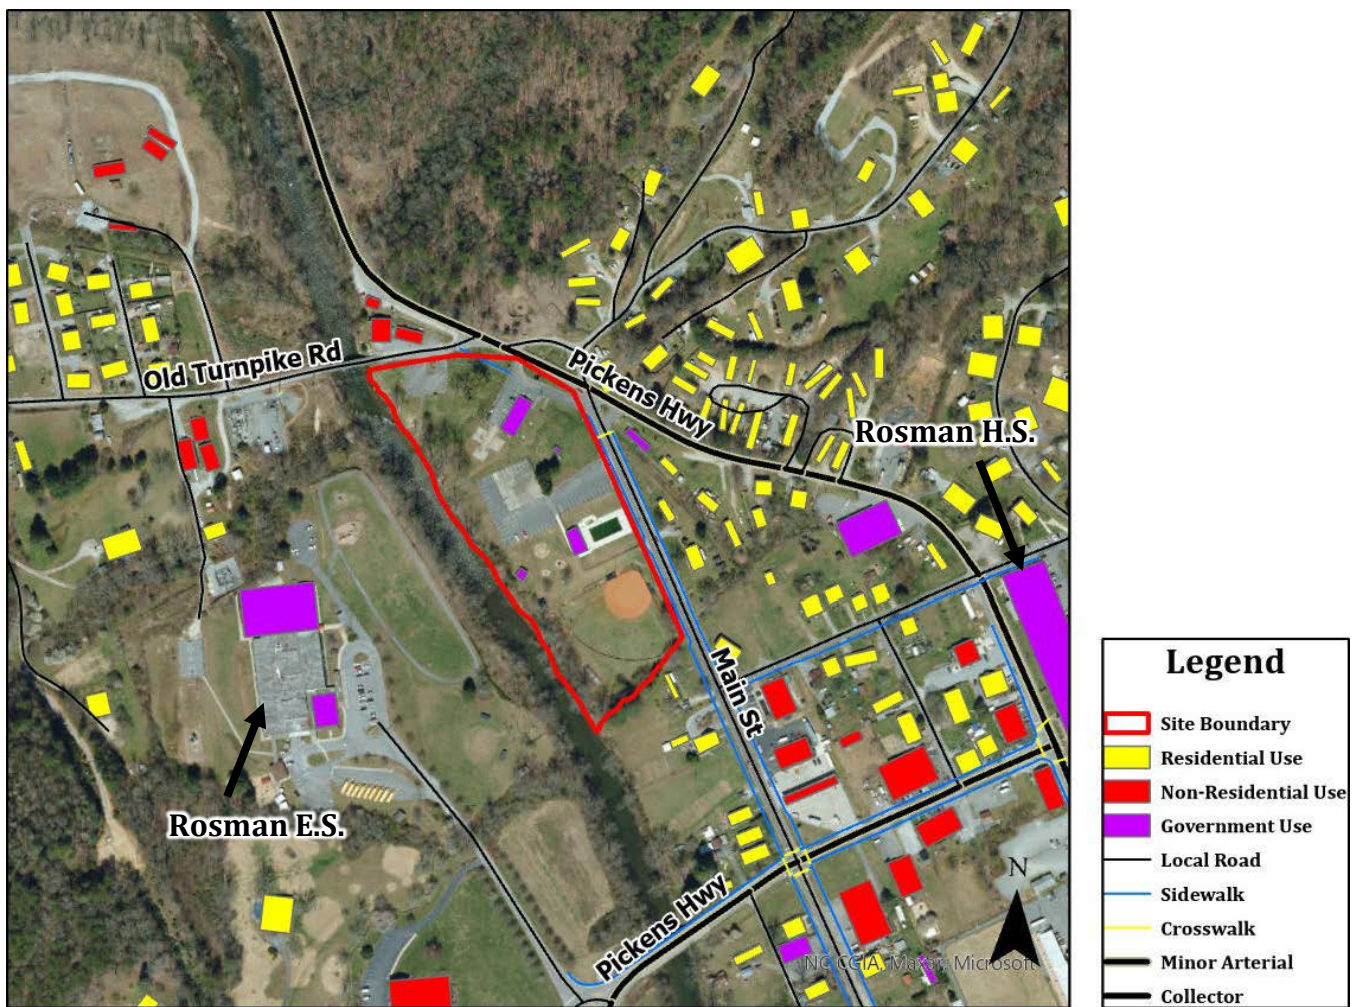 Old Turnpike Rd
Pickens Hwy
Rosman H.S.
Main St
Rosman E.S.
Pickens Hwy
N
NC CGIA, Maxar, Microsoft
Legend
Site Boundary
Residential Use
Non-Residential Use
Government Use
Local Road
Sidewalk
Crosswalk
Minor Arterial
Collector